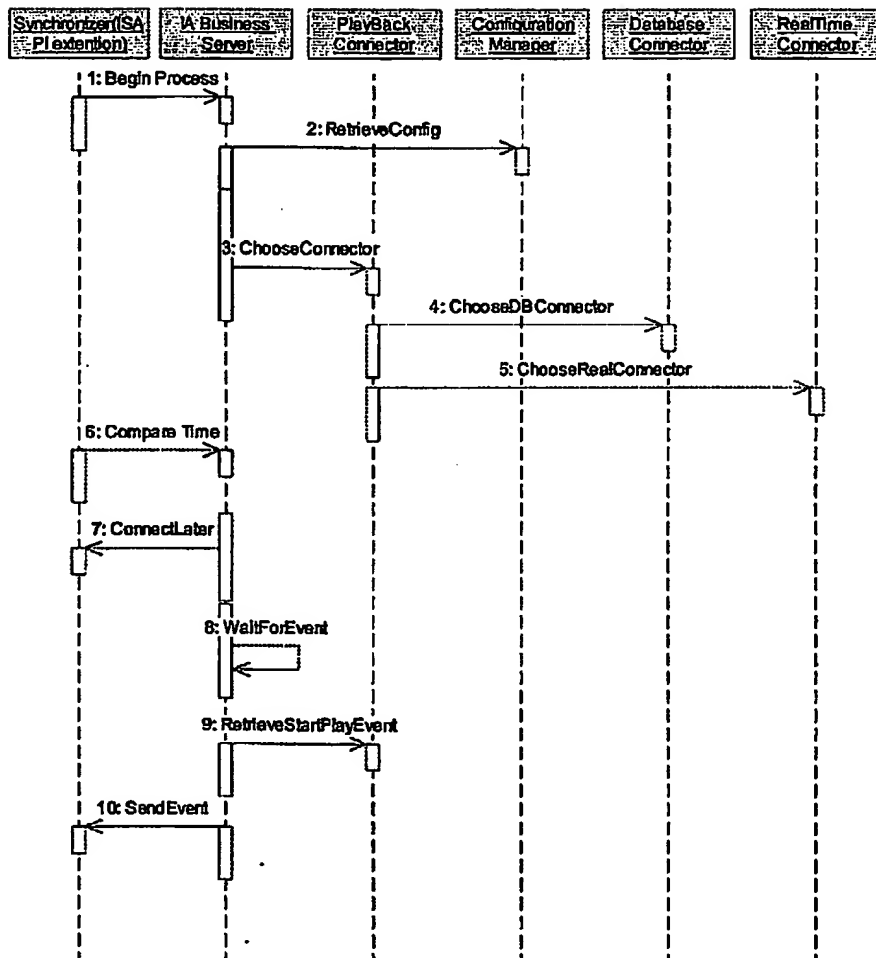 Synchronizer(ISA
PI extention)
IA Business
Server
PlayBack
Connector
Configuration
Manager
Database
Connector
RealTime
Connector
1: Begin Process
2: RetrieveConfig
3: ChooseConnector
4: ChooseDBConnector
5: ChooseRealConnector
6: Compare Time
7: ConnectLater
8: WaitForEvent
9: RetrieveStartPlayEvent
10: SendEvent